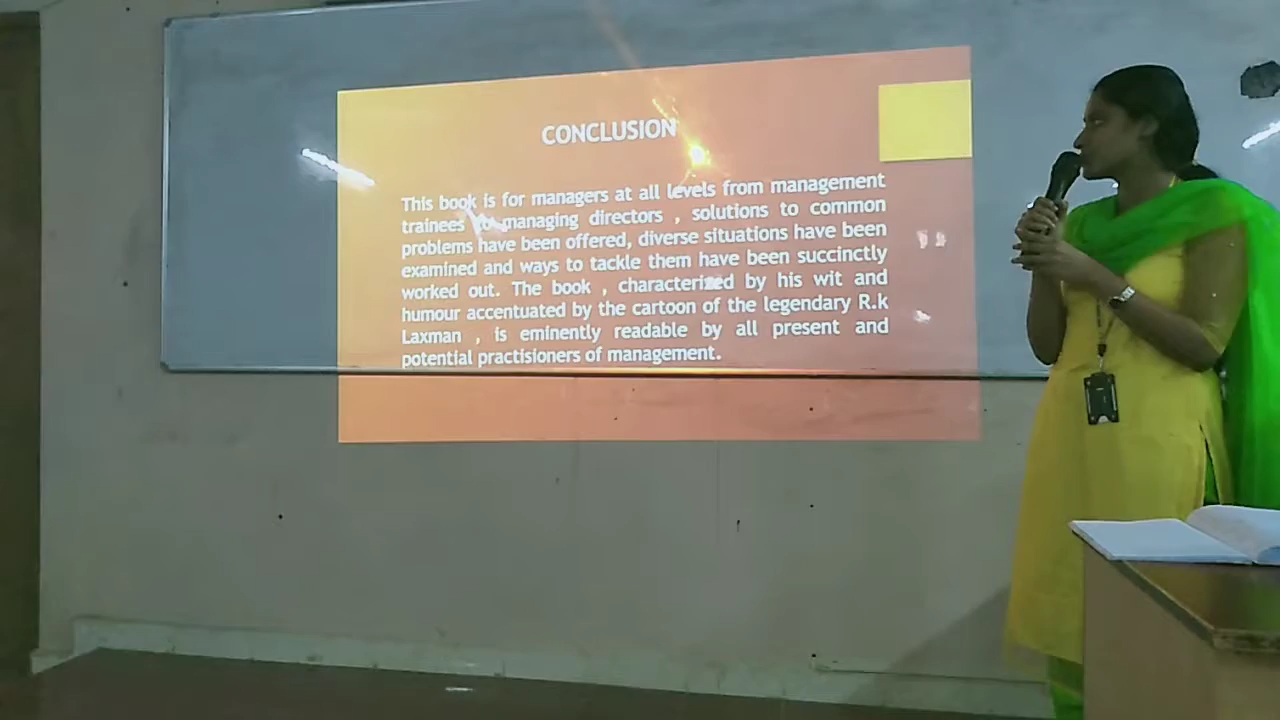 CONCLUSION
This book is for managers at all levels from management
trainees to managing directors , solutions to common
problems have been offered, diverse situations have been
examined and ways to tackle them have been succinctly
worked out. The book , characterized by his wit and
humour accentuated by the cartoon of the legendary R.k
Laxman , is eminently readable by all present and
potential practisioners of management.